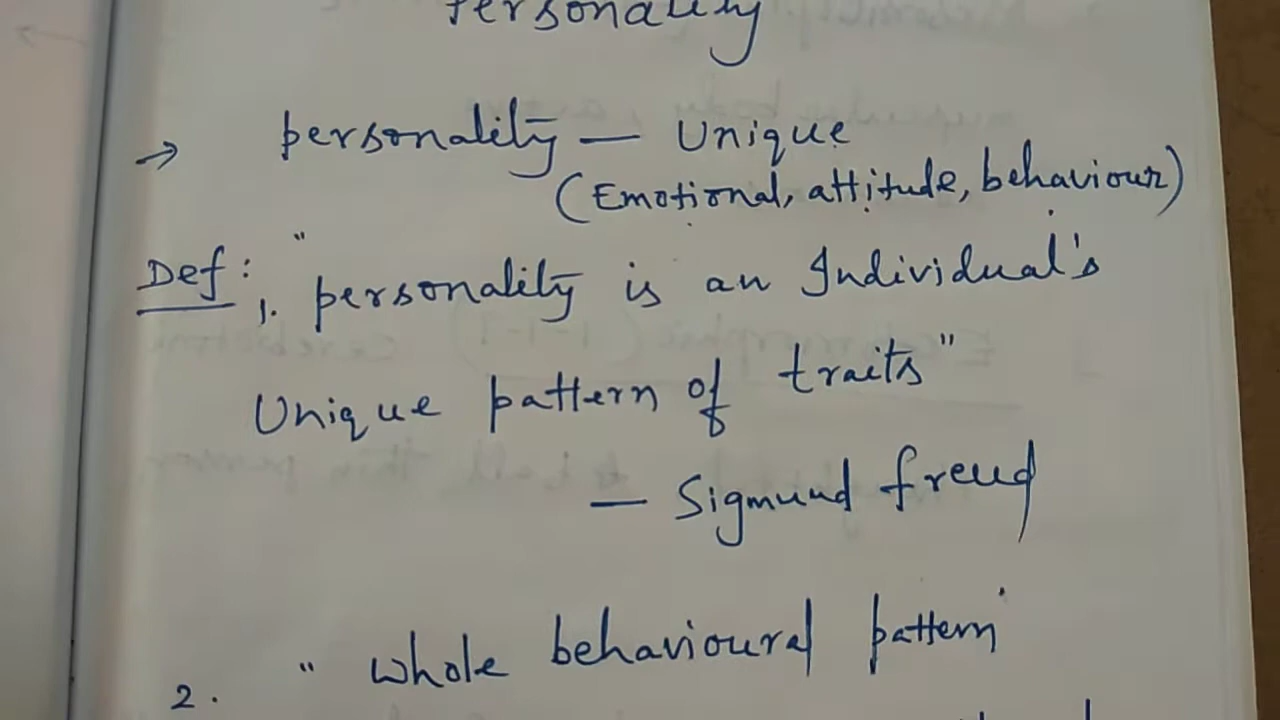 Personality
→ personality — Unique
(Emotional, attitude, behaviour)
Def: 1. "personality is an Individual's
Unique pattern of traits"
— Sigmund freud
2. " whole behavioural pattern